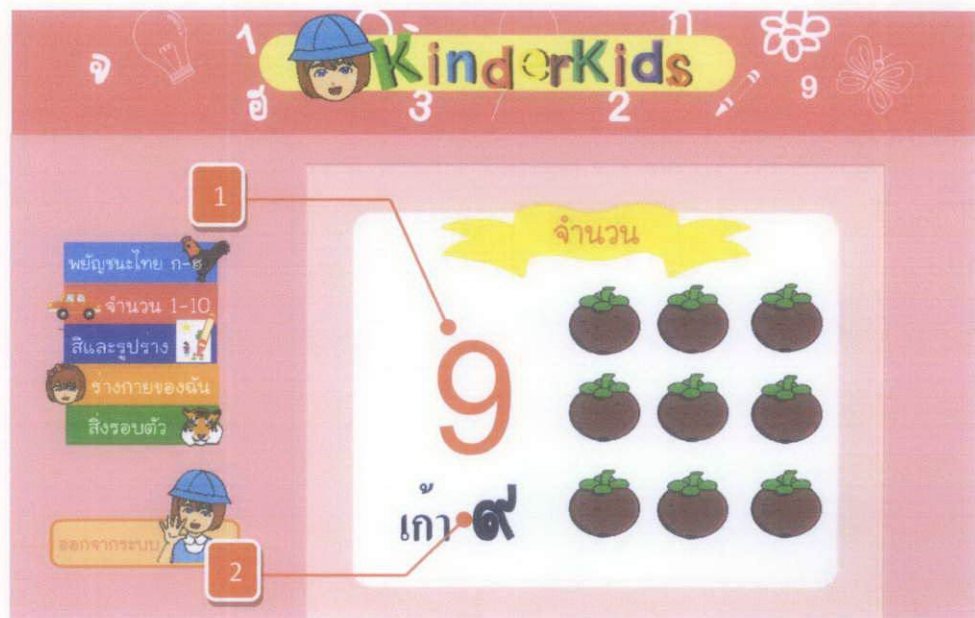 จ 1 ก
KinderKids
ฮี 3 2 9
1
จำนวน
พยัญชนะไทย ก-ฮ
จำนวน 1-10
สีและรูปร่าง
ร่างกายของฉัน
สิ่งรอบตัว
9
เก้า ๙
ออกจากระบบ
2